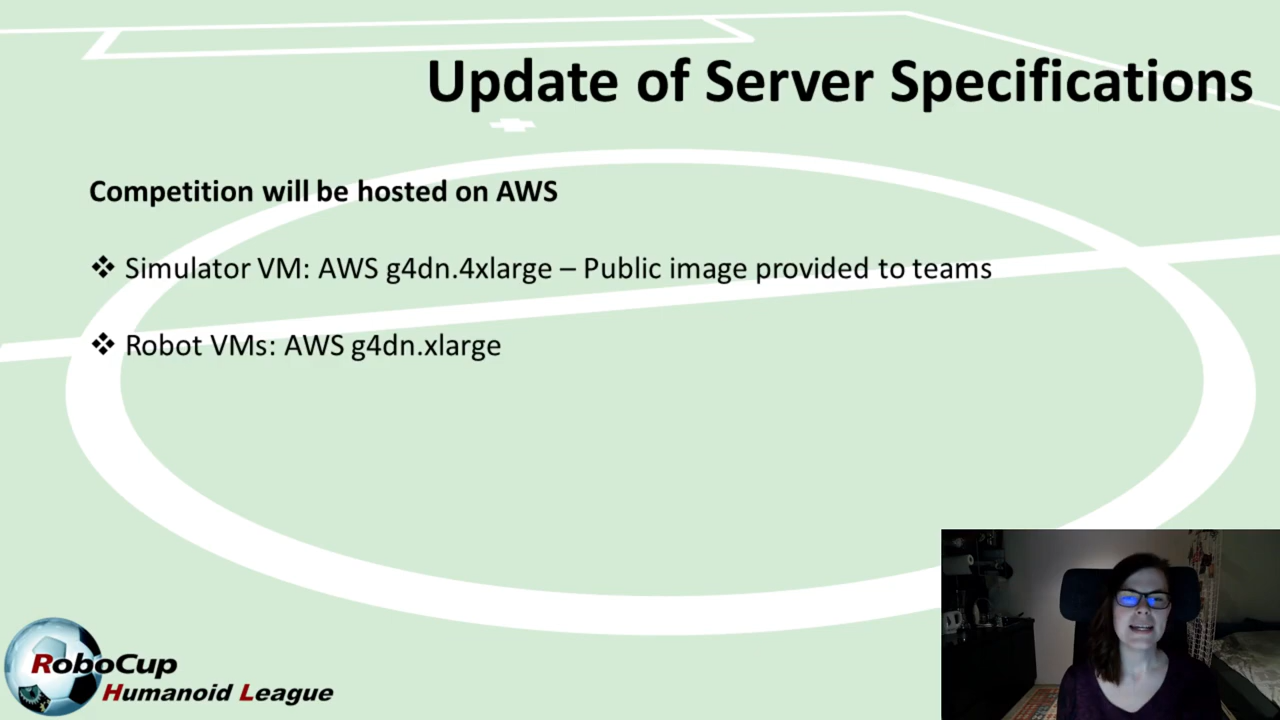 Update of Server Specifications
Competition will be hosted on AWS
❖ Simulator VM: AWS g4dn.4xlarge – Public image provided to teams
❖ Robot VMs: AWS g4dn.xlarge
RoboCup
Humanoid League